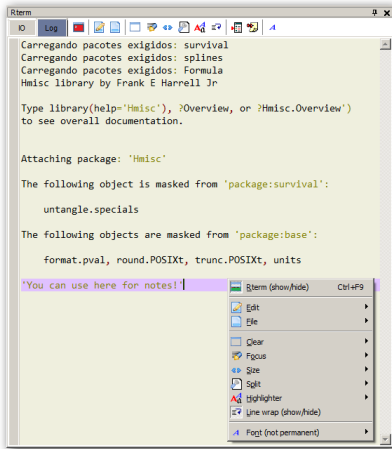 Rterm
IO Log
Carregando pacotes exigidos: survival
Carregando pacotes exigidos: splines
Carregando pacotes exigidos: Formula
Hmisc library by Frank E Harrell Jr
Type library(help='Hmisc'), ?Overview, or ?Hmisc.Overview')
to see overall documentation.
Attaching package: 'Hmisc'
The following object is masked from 'package:survival':
untangle.specials
The following objects are masked from 'package:base':
format.pval, round.POSIXt, trunc.POSIXt, units
'You can use here for notes!'
Rterm (show/hide) Ctrl+F9
Edit
File
Clear
Focus
Size
Split
Highlighter
Line wrap (show/hide)
Font (not permanent)